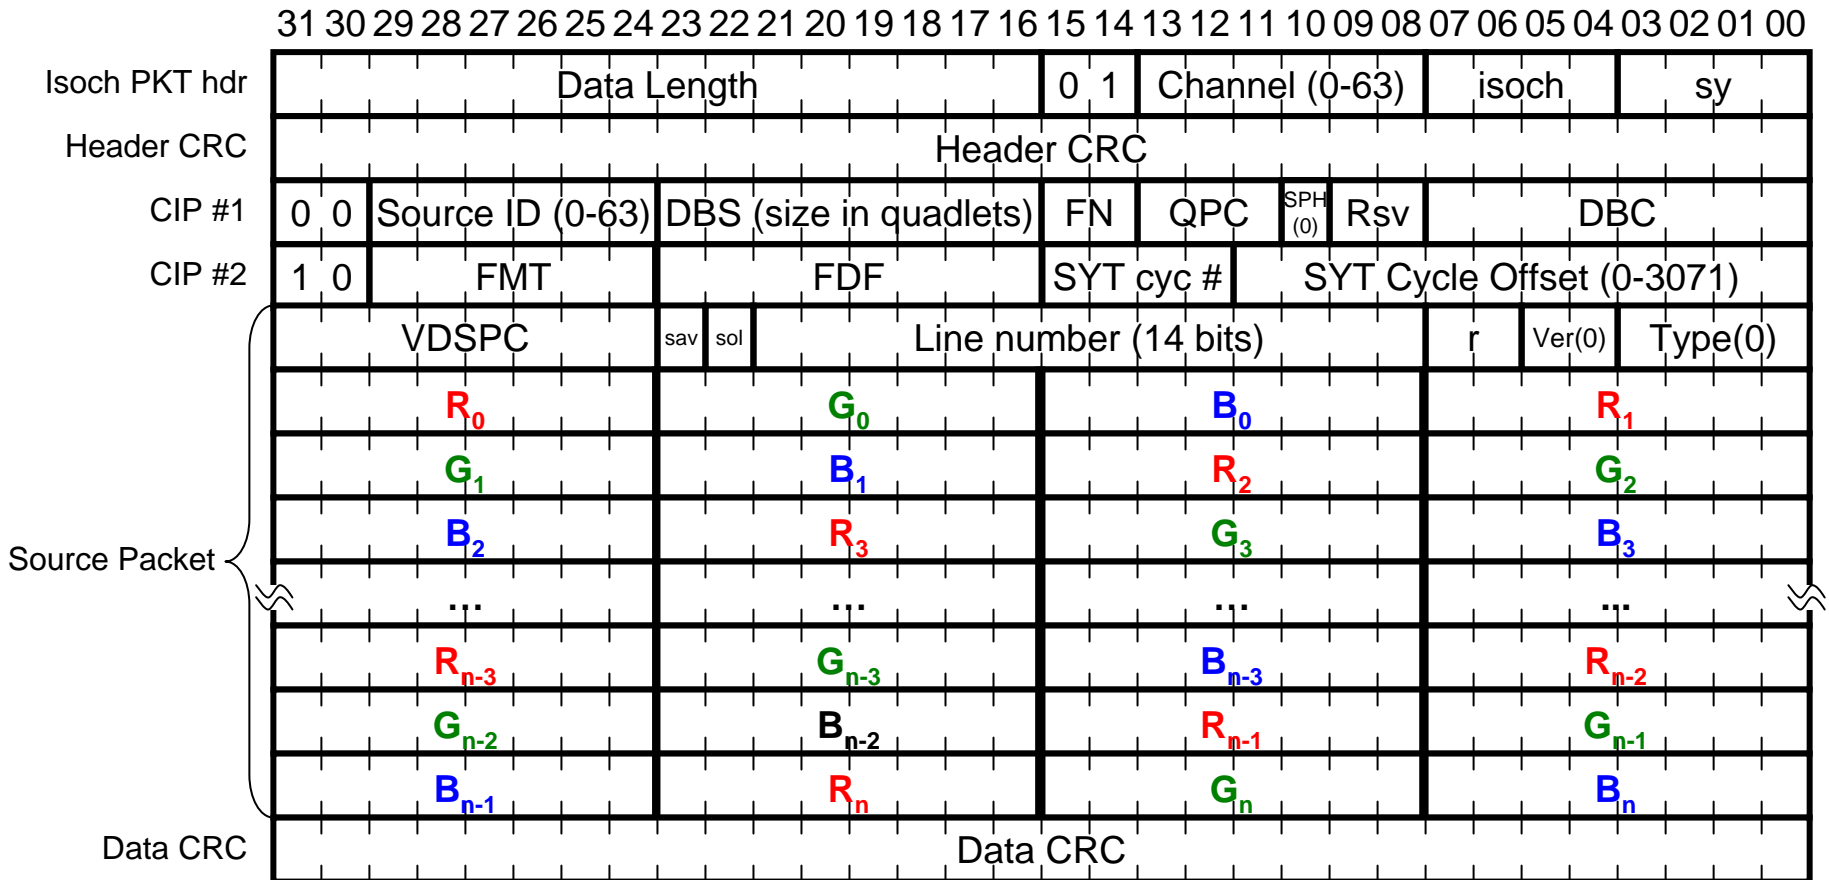 31 30 29 28 27 26 25 24 23 22 21 20 19 18 17 16 15 14 13 12 11 10 09 08 07 06 05 04 03 02 01 00
Isoch PKT hdr Data Length 0 1 Channel (0-63) isoch sy
Header CRC Header CRC
CIP #1 0 0 Source ID (0-63) DBS (size in quadlets) FN QPC SPH (0) Rsv DBC
CIP #2 1 0 FMT FDF SYT cyc # SYT Cycle Offset (0-3071)
VDSPC sav sol Line number (14 bits) r Ver(0) Type(0)
R0 G0 B0 R1
G1 B1 R2 G2
B2 R3 G3 B3
Source Packet
... ... ... ...
Rn-3 Gn-3 Bn-3 Rn-2
Gn-2 Bn-2 Rn-1 Gn-1
Bn-1 Rn Gn Bn
Data CRC Data CRC